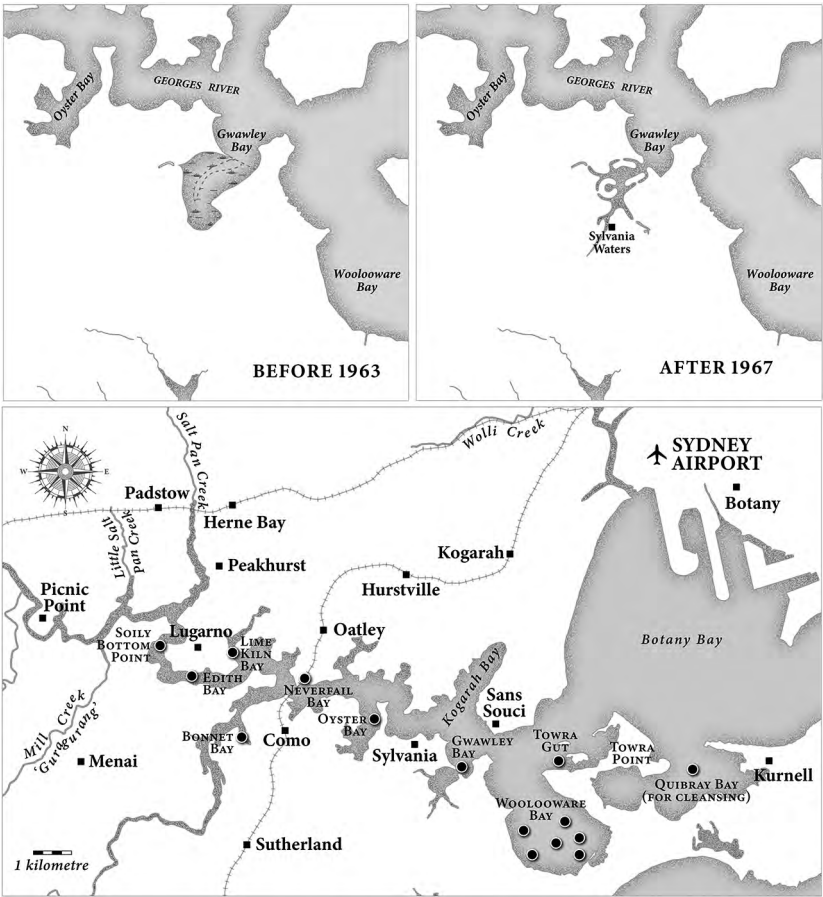 Oyster Bay
GEORGES RIVER
Gwawley
Bay
Woolooware
Bay
BEFORE 1963
Oyster Bay
GEORGES RIVER
Gwawley
Bay
Sylvania
Waters
Woolooware
Bay
AFTER 1967
N
W
E
S
Salt Pan Creek
Wolli Creek
SYDNEY
AIRPORT
Botany
Padstow
Herne Bay
Little Salt
Pan Creek
Peakhurst
Kogarah
Hurstville
Picnic
Point
Soily
Bottom
Point
Lugarno
Lime
Kiln
Bay
Oatley
Botany Bay
Edith
Bay
Neverfail
Bay
Kogarah Bay
Sans
Souci
Mill Creek
'Gurugurang'
Bonnet
Bay
Como
Oyster
Bay
Sylvania
Gwawley
Bay
Towra
Gut
Towra
Point
Menai
Quibray Bay
(for cleansing)
Kurnell
Woolooware
Bay
Sutherland
1 kilometre